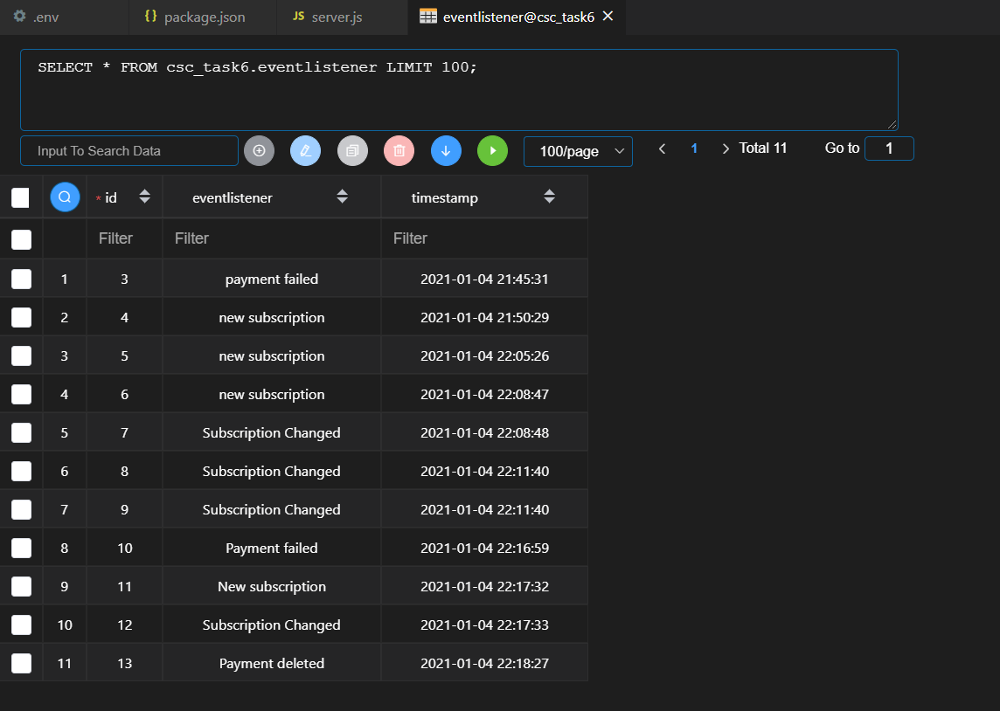 .env {} package.json JS server.js eventlistener@csc_task6
SELECT * FROM csc_task6.eventlistener LIMIT 100;
Input To Search Data 100/page 1 Total 11 Go to 1
* id eventlistener timestamp
Filter Filter Filter
1 3 payment failed 2021-01-04 21:45:31
2 4 new subscription 2021-01-04 21:50:29
3 5 new subscription 2021-01-04 22:05:26
4 6 new subscription 2021-01-04 22:08:47
5 7 Subscription Changed 2021-01-04 22:08:48
6 8 Subscription Changed 2021-01-04 22:11:40
7 9 Subscription Changed 2021-01-04 22:11:40
8 10 Payment failed 2021-01-04 22:16:59
9 11 New subscription 2021-01-04 22:17:32
10 12 Subscription Changed 2021-01-04 22:17:33
11 13 Payment deleted 2021-01-04 22:18:27